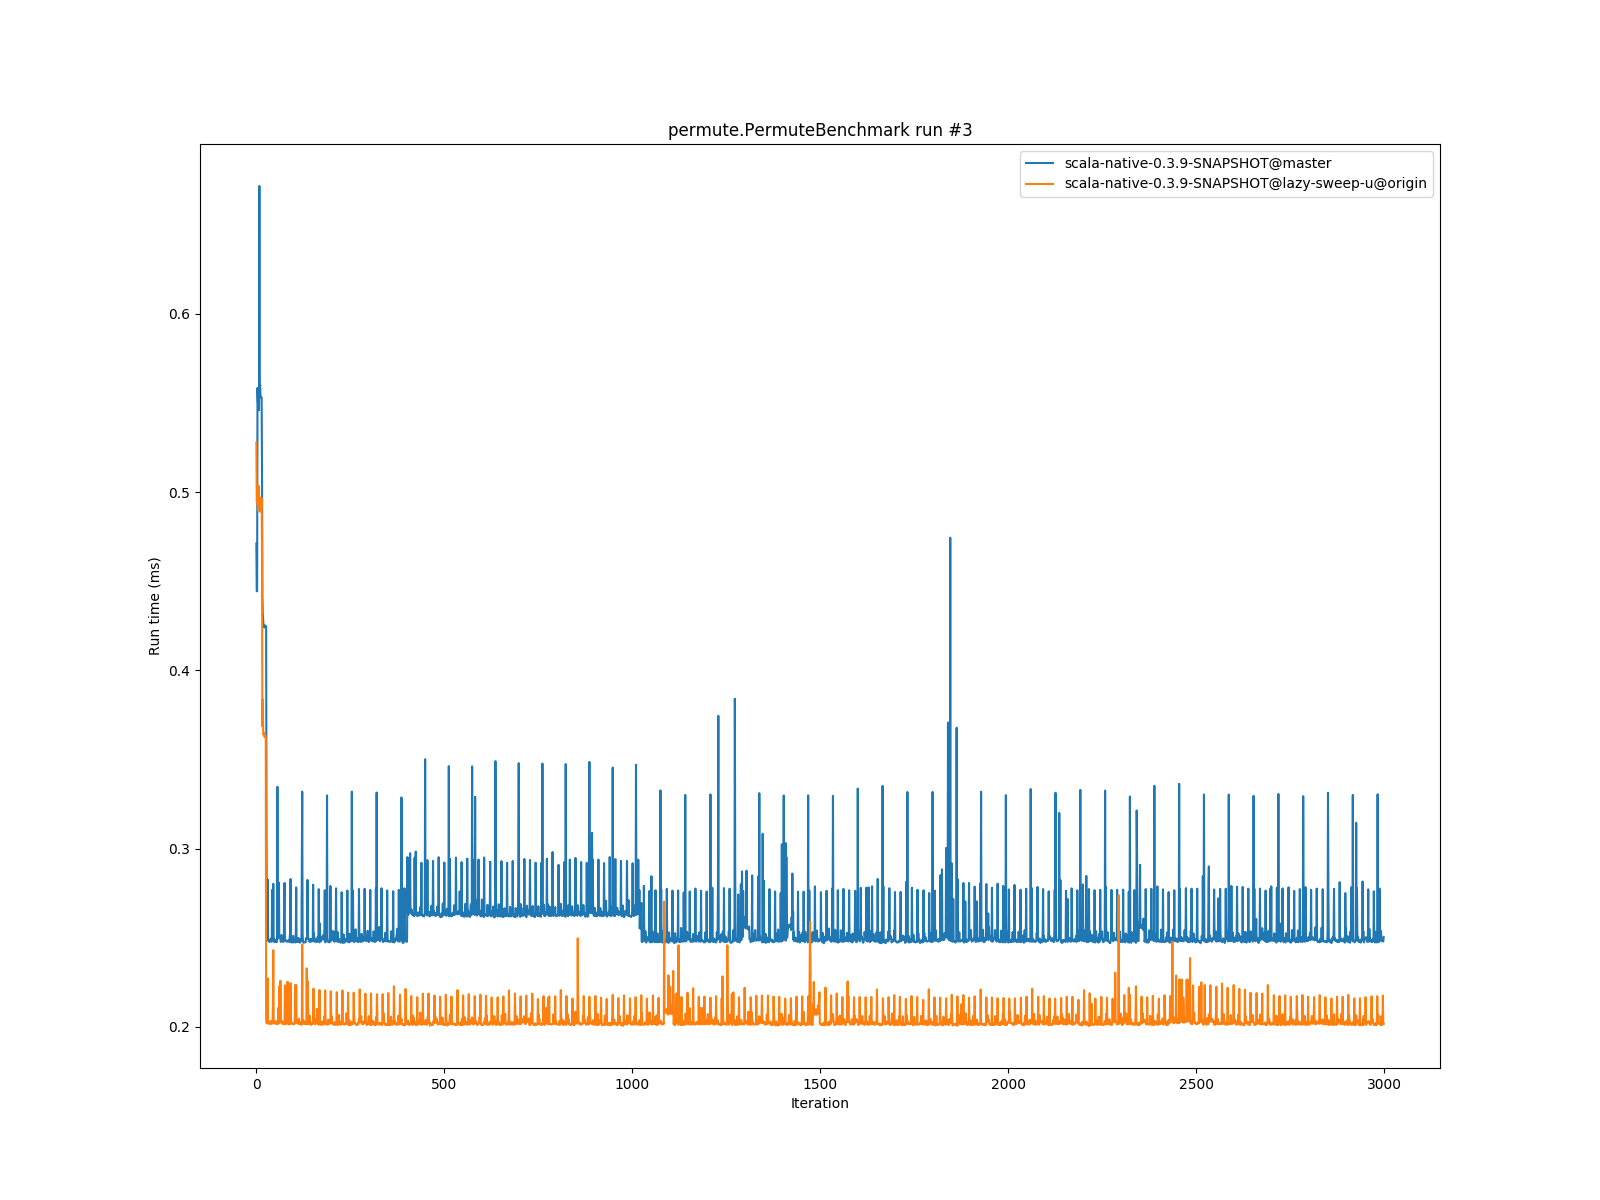 permute.PermuteBenchmark run #3
scala-native-0.3.9-SNAPSHOT@master
scala-native-0.3.9-SNAPSHOT@lazy-sweep-u@origin
Run time (ms)
0.6
0.5
0.4
0.3
0.2
0 500 1000 1500 2000 2500 3000
Iteration